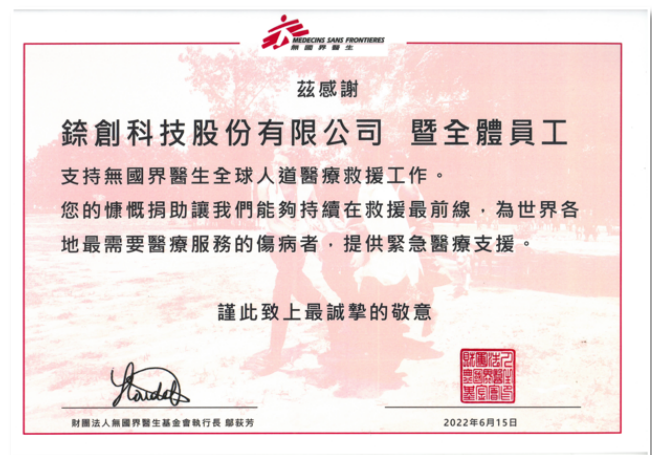 MEDECINS SANS FRONTIERES
無國界醫生
茲感謝
錼創科技股份有限公司 暨全體員工
支持無國界醫生全球人道醫療救援工作。
您的慷慨捐助讓我們能夠持續在救援最前線，為世界各
地最需要醫療服務的傷病者，提供緊急醫療支援。
謹此致上最誠摯的敬意
財團法人無國界醫生基金會執行長 鄔荻芳
2022年6月15日